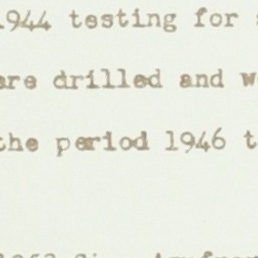 1944 testing for
are drilled and
the period 1946